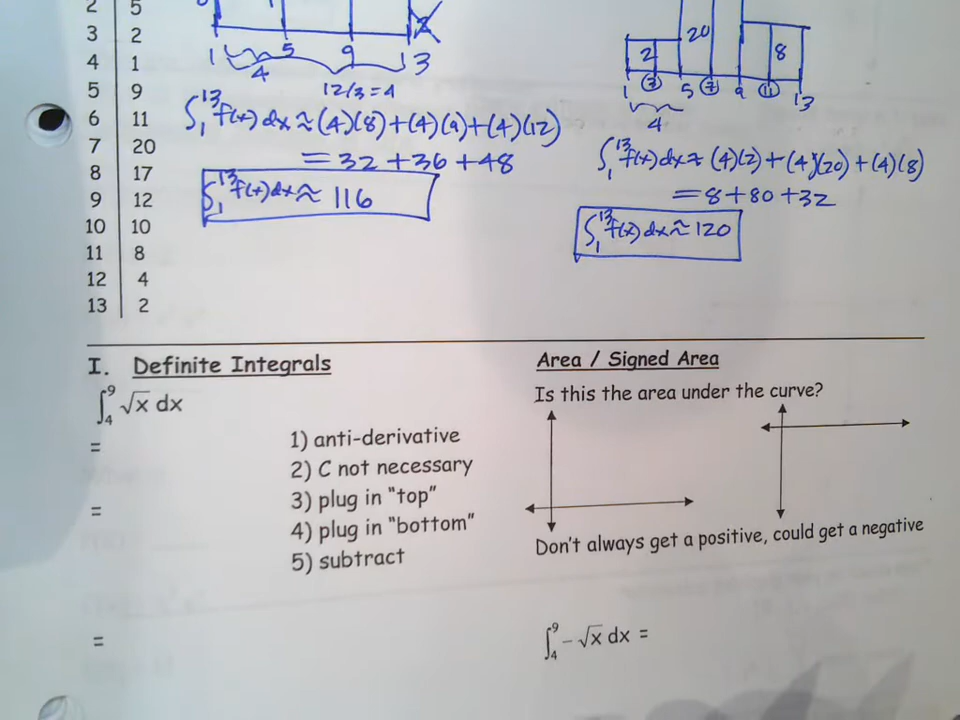 2 5
3 2
4 1
5 9
6 11
7 20
8 17
9 12
10 10
11 8
12 4
13 2
1 5 9 13
4
12/3 = 4
∫₁¹³ f(x) dx ≈ (4)(8) + (4)(9) + (4)(12)
= 32 + 36 + 48
∫₁¹³ f(x) dx ≈ 116
2 20 8
1 3 5 7 9 11 13
4
∫₁¹³ f(x) dx ≈ (4)(2) + (4)(20) + (4)(8)
= 8 + 80 + 32
∫₁¹³ f(x) dx ≈ 120
I. Definite Integrals
∫₄⁹ √x dx
=
=
=
1) anti-derivative
2) C not necessary
3) plug in "top"
4) plug in "bottom"
5) subtract
Area / Signed Area
Is this the area under the curve?
Don't always get a positive, could get a negative
∫₄⁹ -√x dx =